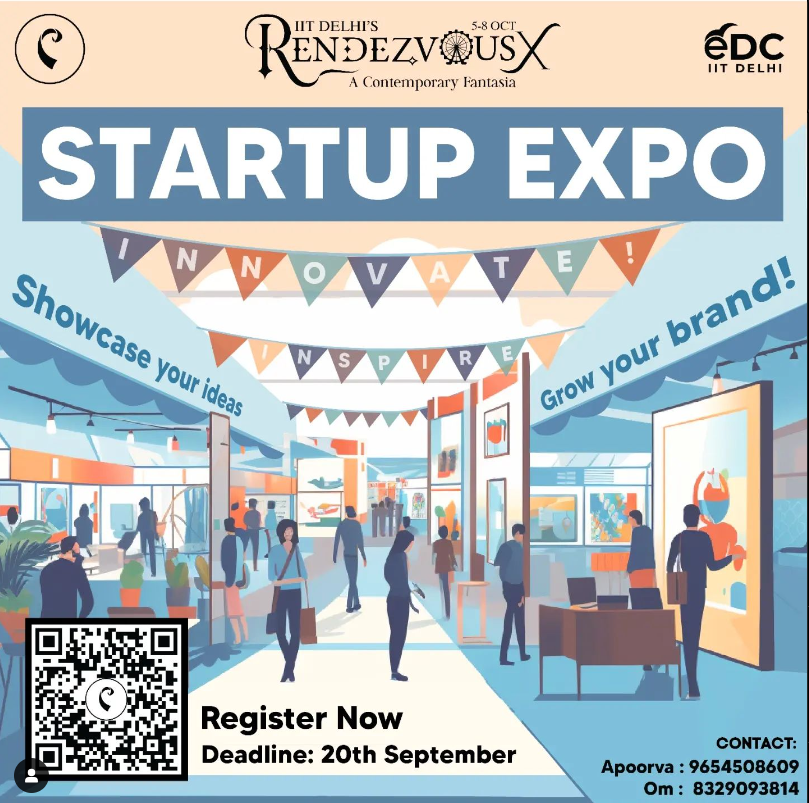 IIT DELHI'S
5-8 OCT
RENDEZVOUS X
A Contemporary Fantasia
eDC
IIT DELHI
STARTUP EXPO
INNOVATE!
Showcase your ideas
INSPIRE
Grow your brand!
Register Now
Deadline: 20th September
CONTACT:
Apoorva : 9654508609
Om : 8329093814